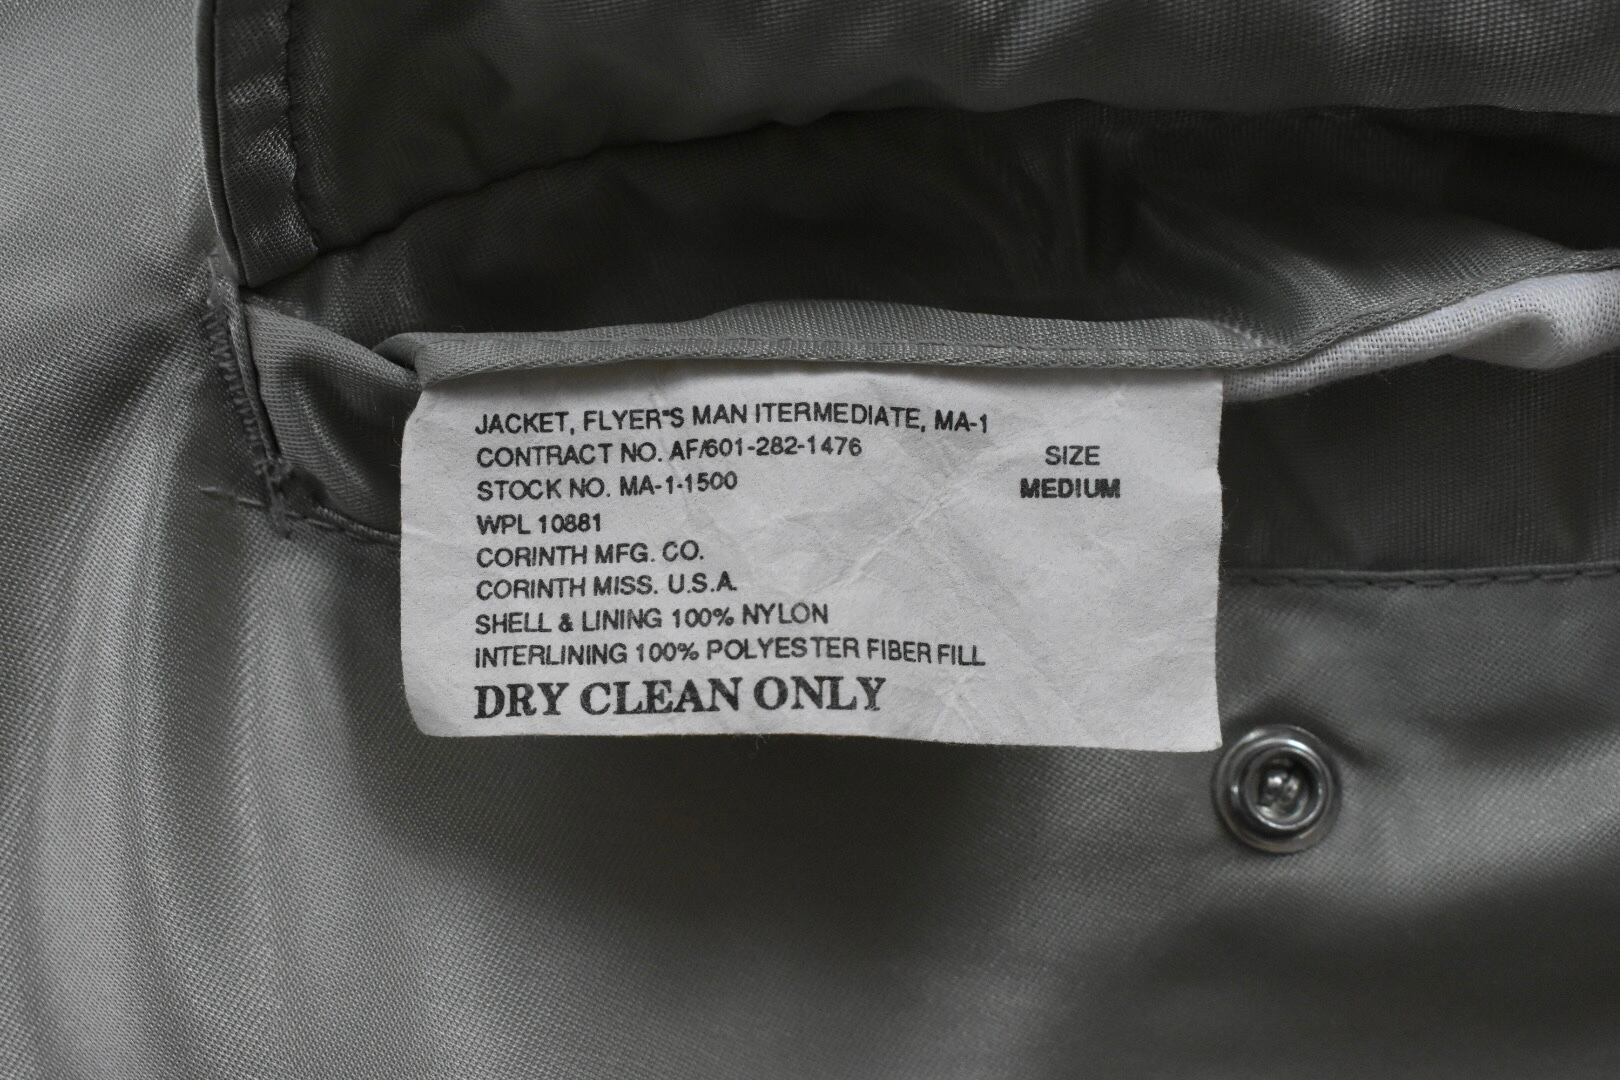 JACKET, FLYER"S MAN ITERMEDIATE, MA-1
CONTRACT NO. AF/601-282-1476
STOCK NO. MA-1-1500
WPL 10881
CORINTH MFG. CO.
CORINTH MISS. U.S.A.
SHELL & LINING 100% NYLON
INTERLINING 100% POLYESTER FIBER FILL
DRY CLEAN ONLY
SIZE
MEDIUM